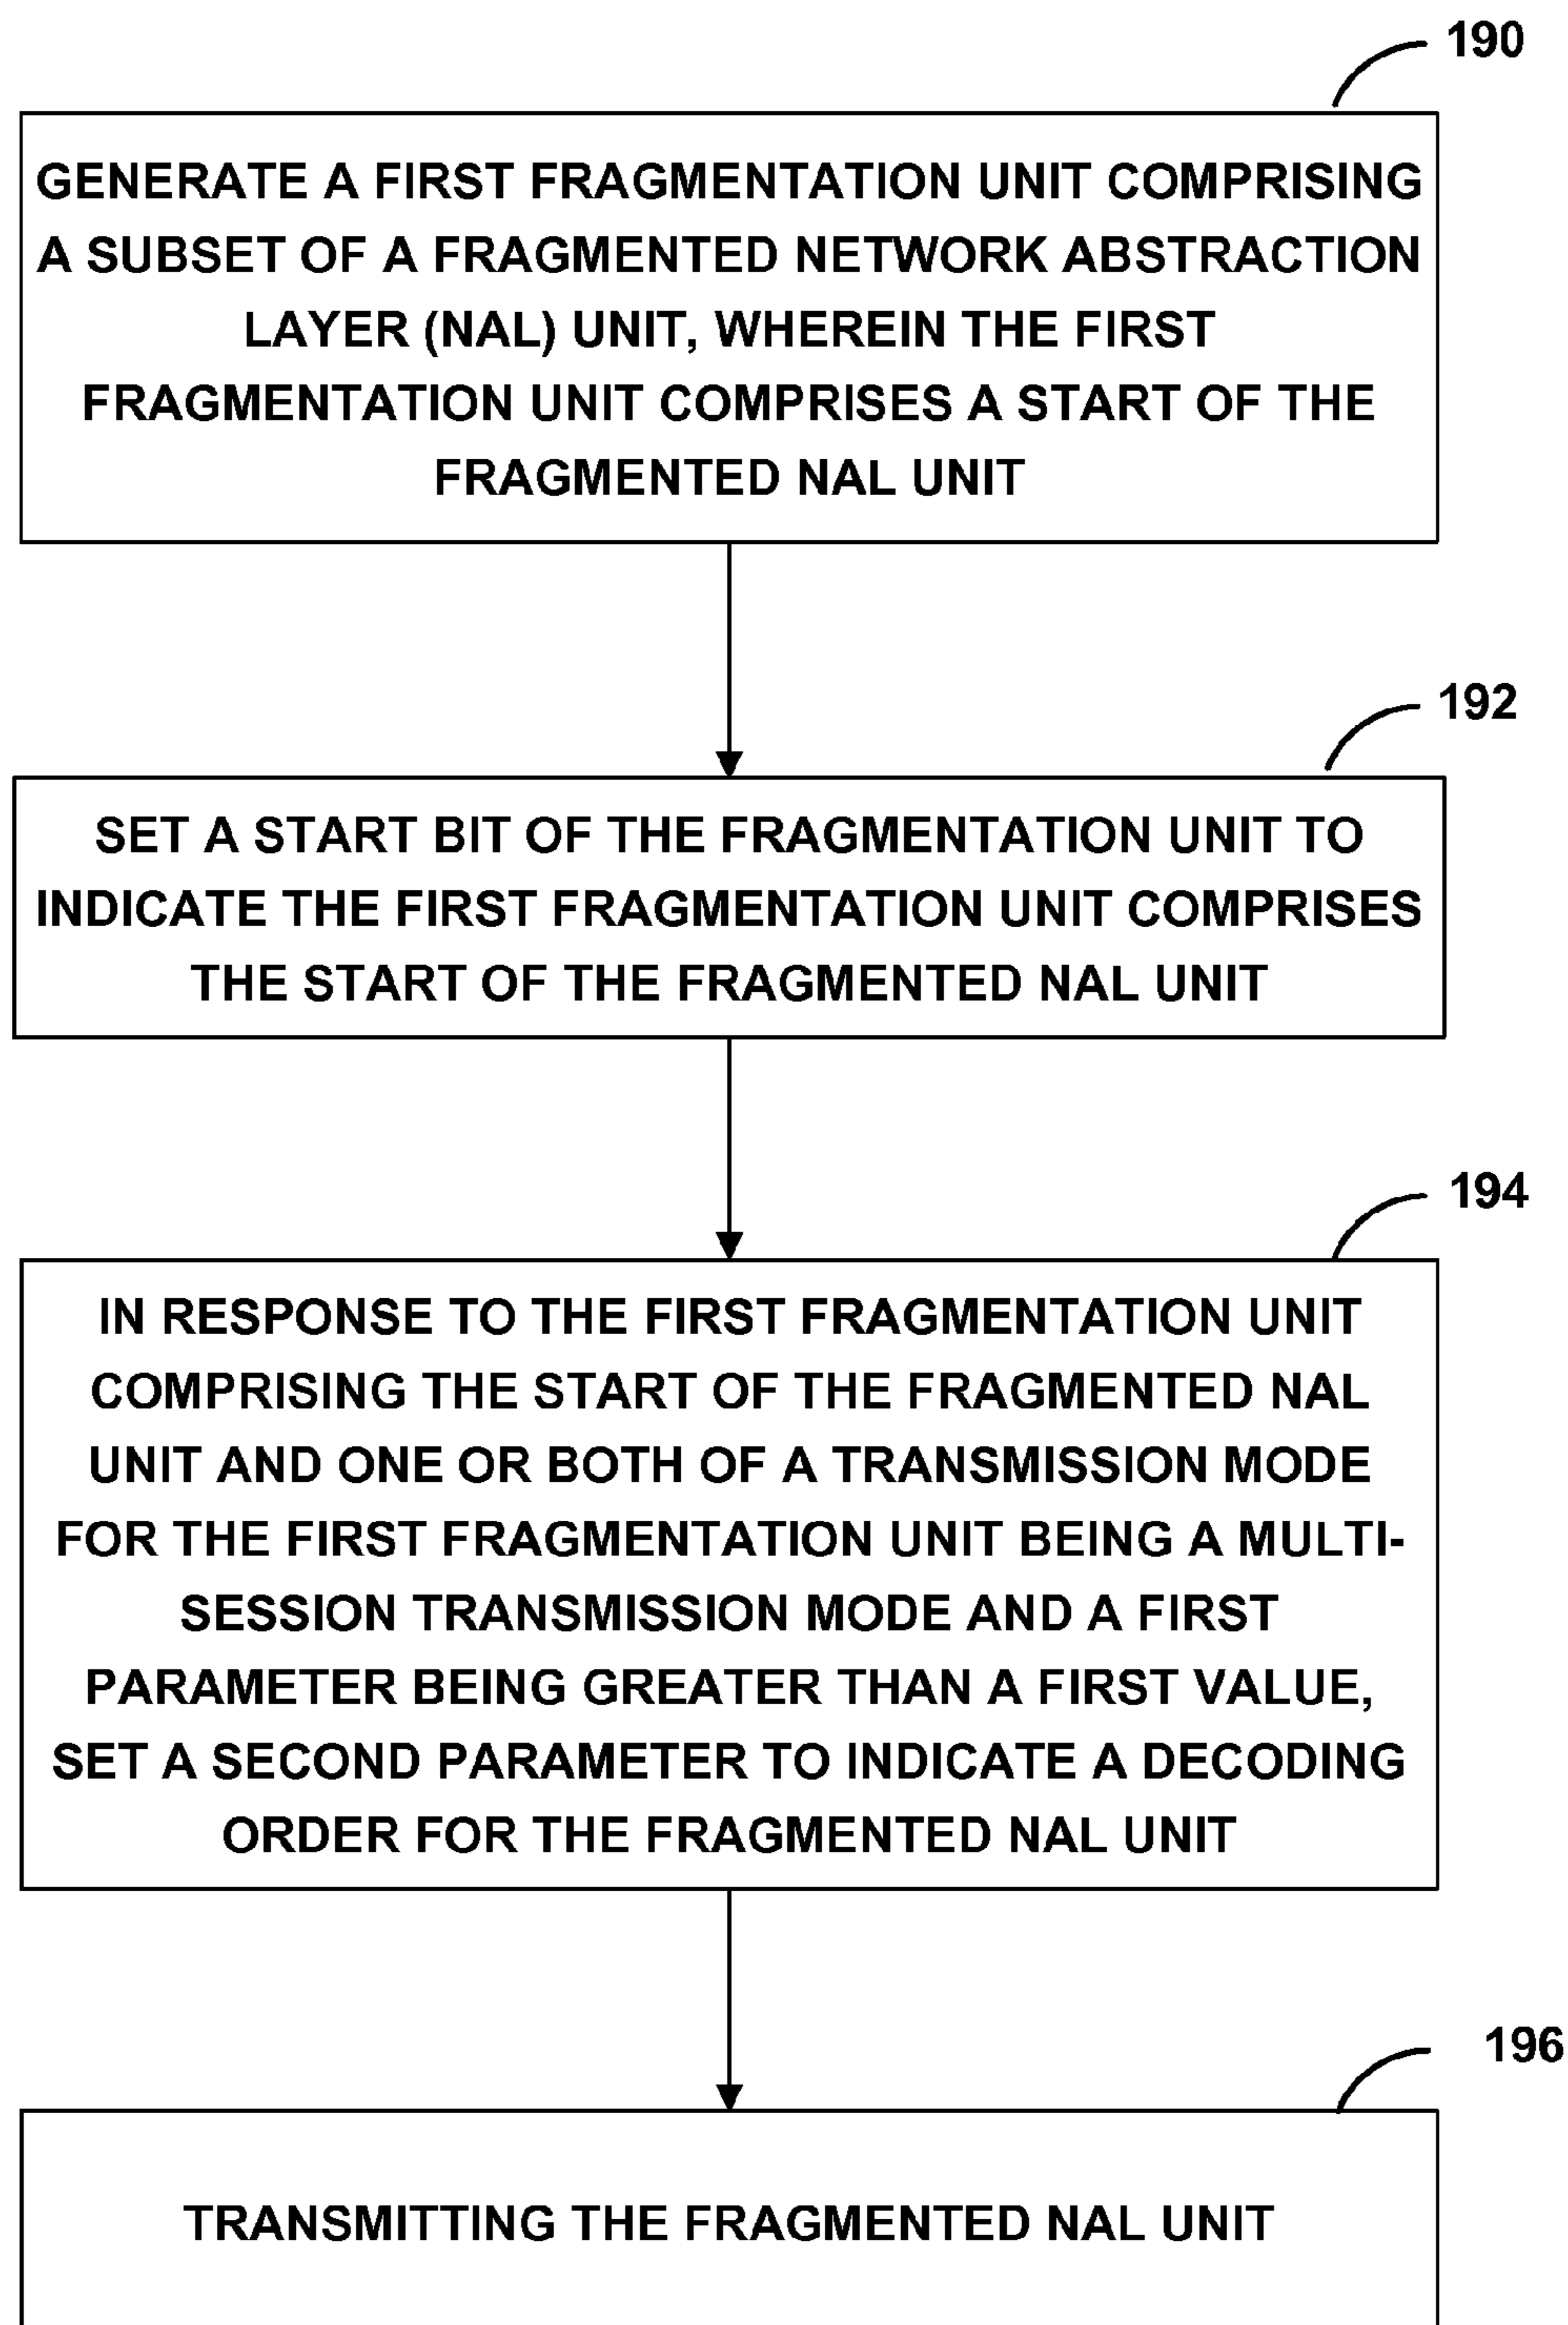 190
GENERATE A FIRST FRAGMENTATION UNIT COMPRISING
A SUBSET OF A FRAGMENTED NETWORK ABSTRACTION
LAYER (NAL) UNIT, WHEREIN THE FIRST
FRAGMENTATION UNIT COMPRISES A START OF THE
FRAGMENTED NAL UNIT
192
SET A START BIT OF THE FRAGMENTATION UNIT TO
INDICATE THE FIRST FRAGMENTATION UNIT COMPRISES
THE START OF THE FRAGMENTED NAL UNIT
194
IN RESPONSE TO THE FIRST FRAGMENTATION UNIT
COMPRISING THE START OF THE FRAGMENTED NAL
UNIT AND ONE OR BOTH OF A TRANSMISSION MODE
FOR THE FIRST FRAGMENTATION UNIT BEING A MULTI-
SESSION TRANSMISSION MODE AND A FIRST
PARAMETER BEING GREATER THAN A FIRST VALUE,
SET A SECOND PARAMETER TO INDICATE A DECODING
ORDER FOR THE FRAGMENTED NAL UNIT
196
TRANSMITTING THE FRAGMENTED NAL UNIT